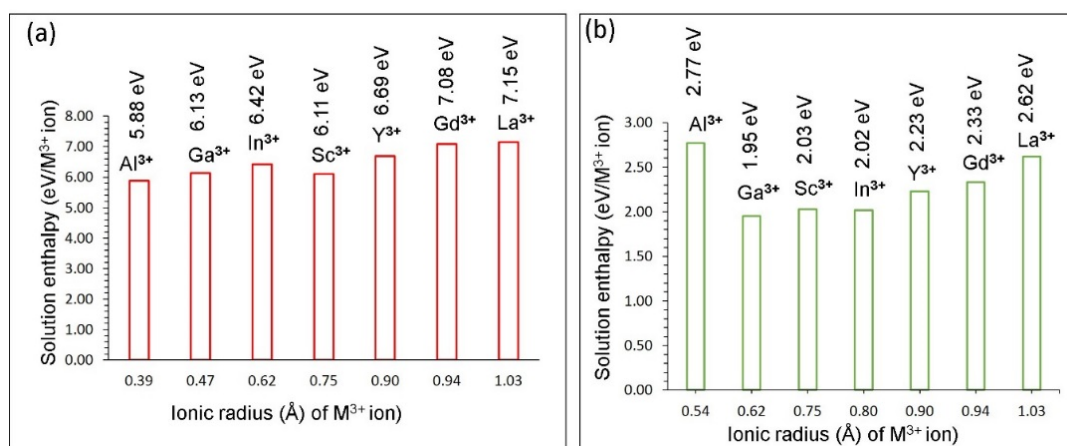 (a)
5.88 eV
6.13 eV
6.42 eV
6.11 eV
6.69 eV
7.08 eV
7.15 eV
Al³⁺
Ga³⁺
In³⁺
Sc³⁺
Y³⁺
Gd³⁺
La³⁺
Solution enthalpy (eV/M³⁺ ion)
8.00
7.00
6.00
5.00
4.00
3.00
2.00
1.00
0.00
0.39 0.47 0.62 0.75 0.90 0.94 1.03
Ionic radius (Å) of M³⁺ ion)
(b)
2.77 eV
1.95 eV
2.03 eV
2.02 eV
2.23 eV
2.33 eV
2.62 eV
Al³⁺
Ga³⁺
Sc³⁺
In³⁺
Y³⁺
Gd³⁺
La³⁺
Solution enthalpy (eV/M³⁺ ion)
3.00
2.50
2.00
1.50
1.00
0.50
0.00
0.54 0.62 0.75 0.80 0.90 0.94 1.03
Ionic radius (Å) of M³⁺ ion)